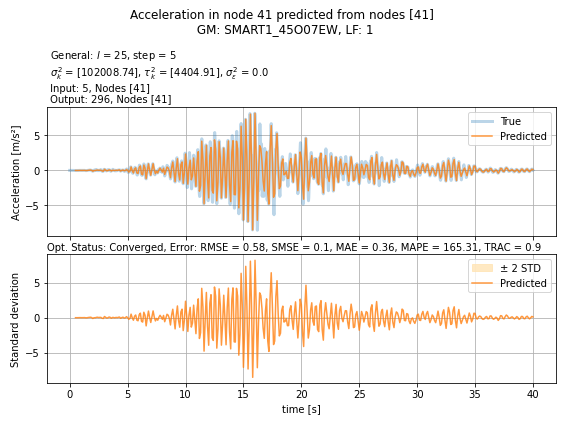 Acceleration in node 41 predicted from nodes [41]
GM: SMART1_45O07EW, LF: 1
General: l = 25, step = 5
σ²ₖ = [102008.74], τ²ₖ = [4404.91], σ²ε = 0.0
Input: 5, Nodes [41]
Output: 296, Nodes [41]
Acceleration [m/s²]
5
0
−5
True
Predicted
Opt. Status: Converged, Error: RMSE = 0.58, SMSE = 0.1, MAE = 0.36, MAPE = 165.31, TRAC = 0.9
Standard deviation
5
0
−5
± 2 STD
Predicted
0 5 10 15 20 25 30 35 40
time [s]